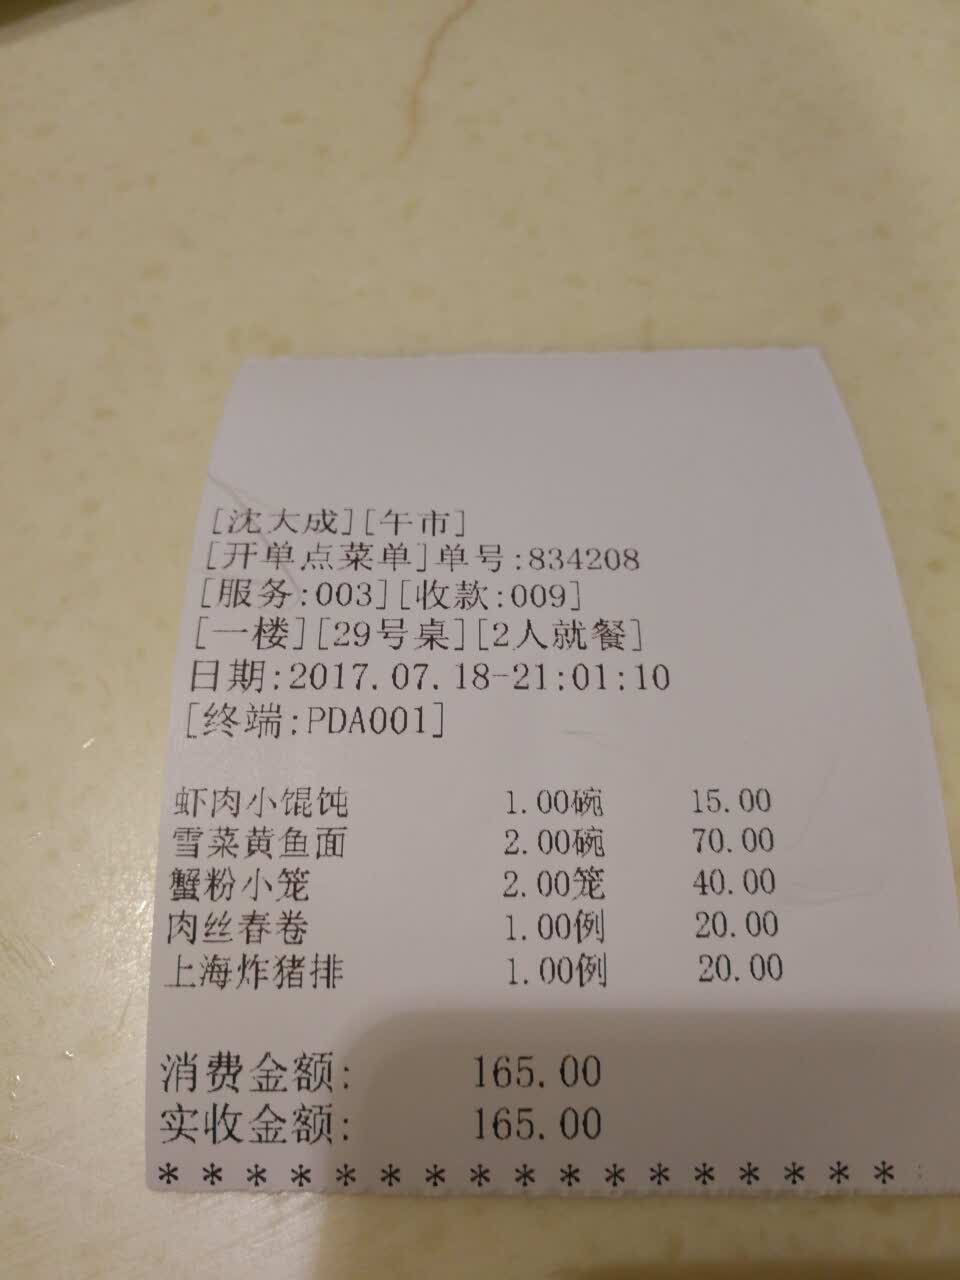 [沈大成][午市]
[开单点菜单]单号:834208
[服务:003][收款:009]
[一楼][29号桌][2人就餐]
日期:2017.07.18-21:01:10
[终端:PDA001]
虾肉小馄饨 1.00碗 15.00
雪菜黄鱼面 2.00碗 70.00
蟹粉小笼 2.00笼 40.00
肉丝春卷 1.00例 20.00
上海炸猪排 1.00例 20.00
消费金额: 165.00
实收金额: 165.00
* * * * * * * * * * * * * * * * *